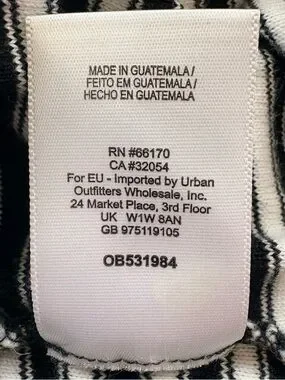 MADE IN GUATEMALA/
FEITO EM GUATEMALA/
HECHO EN GUATEMALA
RN #66170
CA #32054
For EU - Imported by Urban
Outfitters Wholesale, Inc.
24 Market Place, 3rd Floor
UK W1W 8AN
GB 975119105
OB531984